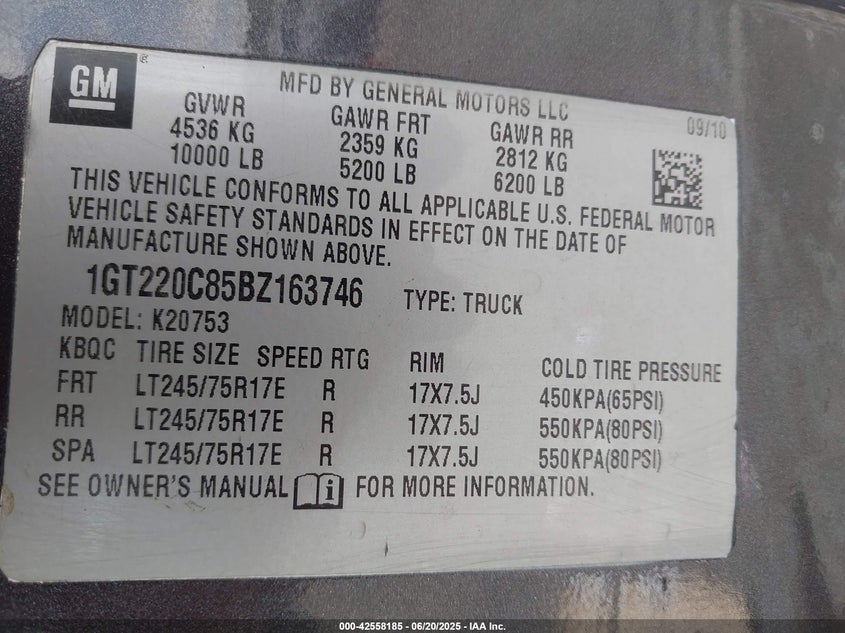 GM
MFD BY GENERAL MOTORS LLC
09/10
GVWR GAWR FRT GAWR RR
4536 KG 2359 KG 2812 KG
10000 LB 5200 LB 6200 LB
THIS VEHICLE CONFORMS TO ALL APPLICABLE U.S. FEDERAL MOTOR
VEHICLE SAFETY STANDARDS IN EFFECT ON THE DATE OF
MANUFACTURE SHOWN ABOVE.
1GT220C85BZ163746 TYPE: TRUCK
MODEL: K20753
KBQC TIRE SIZE SPEED RTG RIM COLD TIRE PRESSURE
FRT LT245/75R17E R 17X7.5J 450KPA(65PSI)
RR LT245/75R17E R 17X7.5J 550KPA(80PSI)
SPA LT245/75R17E R 17X7.5J 550KPA(80PSI)
SEE OWNER'S MANUAL i FOR MORE INFORMATION.
000-42558185 - 06/20/2025 - IAA Inc.